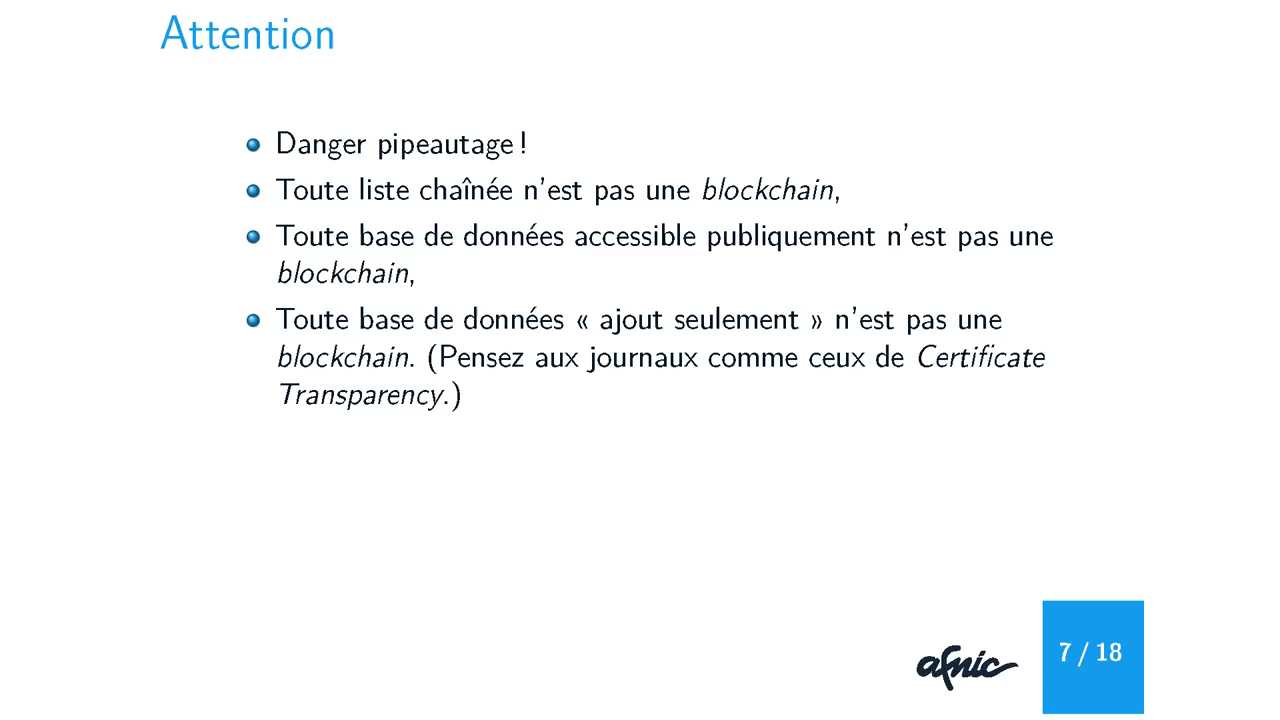 Attention
Danger pipeautage !
Toute liste chaînée n'est pas une blockchain,
Toute base de données accessible publiquement n'est pas une
blockchain,
Toute base de données « ajout seulement » n'est pas une
blockchain. (Pensez aux journaux comme ceux de Certificate
Transparency.)
afnic
7 / 18